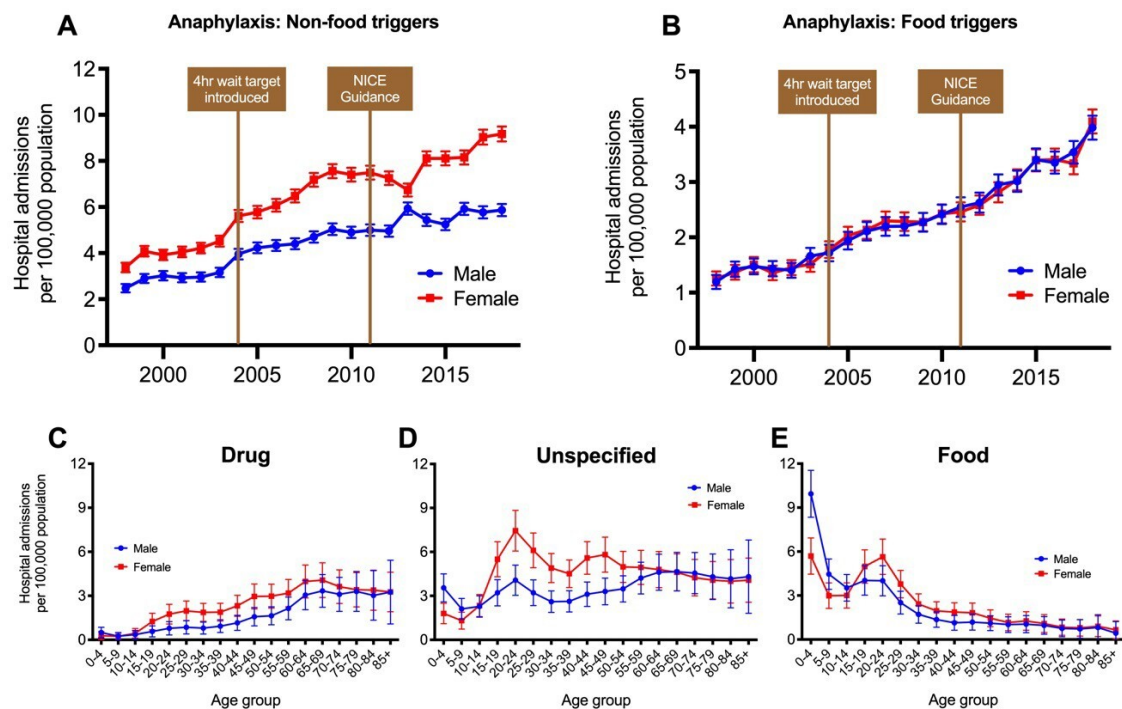 A
Anaphylaxis: Non-food triggers
Hospital admissions
per 100,000 population
12
10
8
6
4
2
0
4hr wait target
introduced
NICE
Guidance
Male
Female
2000
2005
2010
2015
B
Anaphylaxis: Food triggers
Hospital admissions
per 100,000 population
5
4
3
2
1
4hr wait target
introduced
NICE
Guidance
Male
Female
2000
2005
2010
2015
C
Drug
Hospital admissions
per 100,000 population
12
9
6
3
0
Male
Female
0-4
5-9
10-14
15-19
20-24
25-29
30-34
35-39
40-44
45-49
50-54
55-59
60-64
65-69
70-74
75-79
80-84
85+
Age group
D
Unspecified
12
9
6
3
0
Male
Female
0-4
5-9
10-14
15-19
20-24
25-29
30-34
35-39
40-44
45-49
50-54
55-59
60-64
65-69
70-74
75-79
80-84
85+
Age group
E
Food
12
9
6
3
0
Male
Female
0-4
5-9
10-14
15-19
20-24
25-29
30-34
35-39
40-44
45-49
50-54
55-59
60-64
65-69
70-74
75-79
80-84
85+
Age group